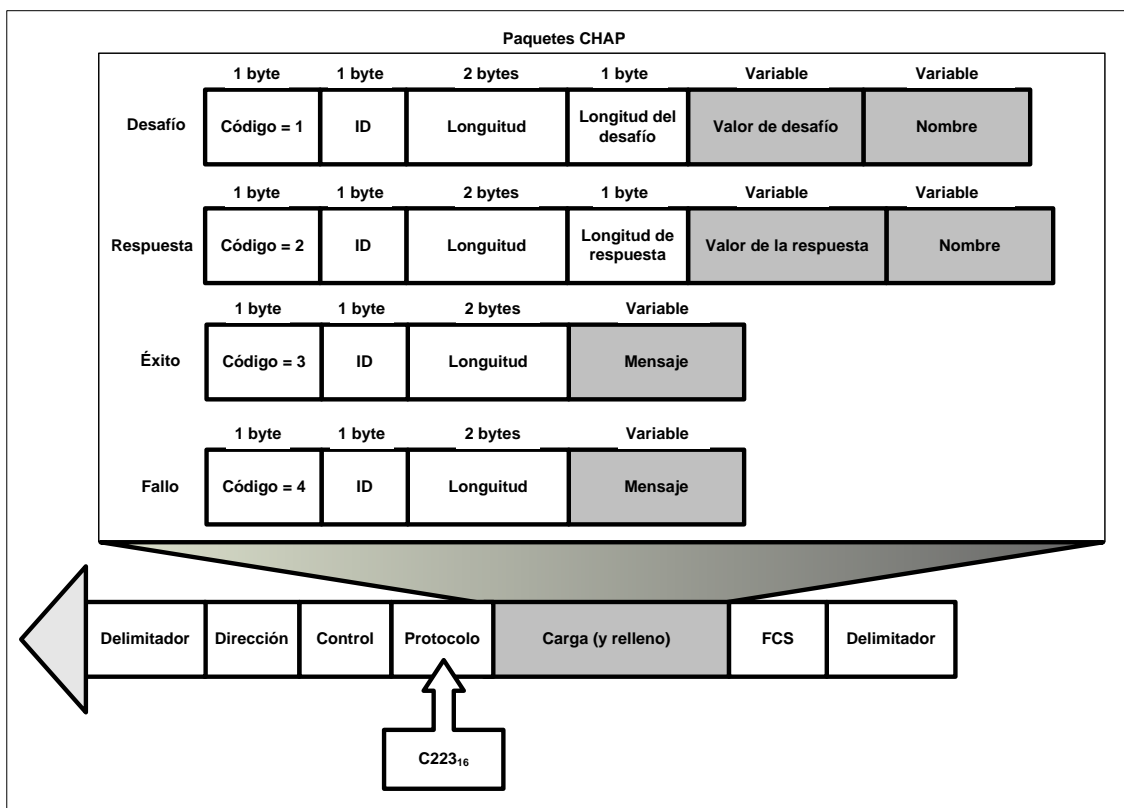 Paquetes CHAP
1 byte 1 byte 2 bytes 1 byte Variable Variable
Desafío Código = 1 ID Longuitud Longitud del desafío Valor de desafío Nombre
1 byte 1 byte 2 bytes 1 byte Variable Variable
Respuesta Código = 2 ID Longuitud Longitud de respuesta Valor de la respuesta Nombre
1 byte 1 byte 2 bytes Variable
Éxito Código = 3 ID Longuitud Mensaje
1 byte 1 byte 2 bytes Variable
Fallo Código = 4 ID Longuitud Mensaje
Delimitador Dirección Control Protocolo Carga (y relleno) FCS Delimitador
C223₁₆